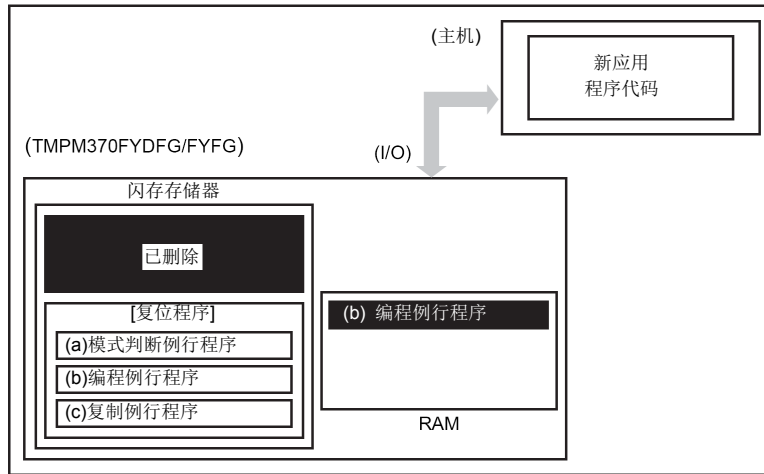 (主机)
新应用
程序代码
(TMPM370FYDFG/FYFG)
(I/O)
闪存存储器
已删除
[复位程序]
(a)模式判断例行程序
(b)编程例行程序
(c)复制例行程序
(b) 编程例行程序
RAM